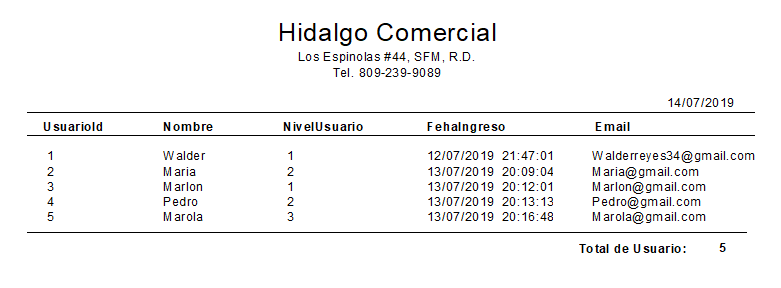 Hidalgo Comercial
Los Espinolas #44, SFM, R.D.
Tel. 809-239-9089
14/07/2019
UsuarioId Nombre NivelUsuario FehaIngreso Email
1 Walder 1 12/07/2019 21:47:01 Walderreyes34@gmail.com
2 Maria 2 13/07/2019 20:09:04 Maria@gmail.com
3 Marlon 1 13/07/2019 20:12:01 Marlon@gmail.com
4 Pedro 2 13/07/2019 20:13:13 Pedro@gmail.com
5 Marola 3 13/07/2019 20:16:48 Marola@gmail.com
Total de Usuario: 5